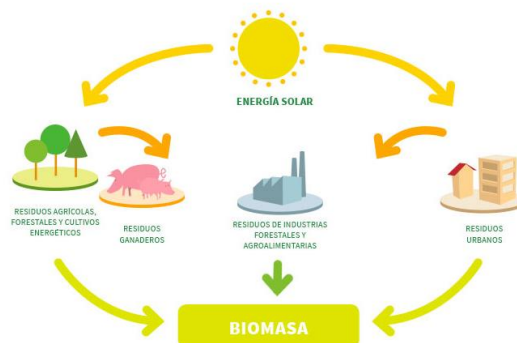 ENERGÍA SOLAR
RESIDUOS AGRÍCOLAS,
FORESTALES Y CULTIVOS
ENERGÉTICOS
RESIDUOS
GANADEROS
RESIDUOS DE INDUSTRIAS
FORESTALES Y
AGROALIMENTARIAS
RESIDUOS
URBANOS
BIOMASA